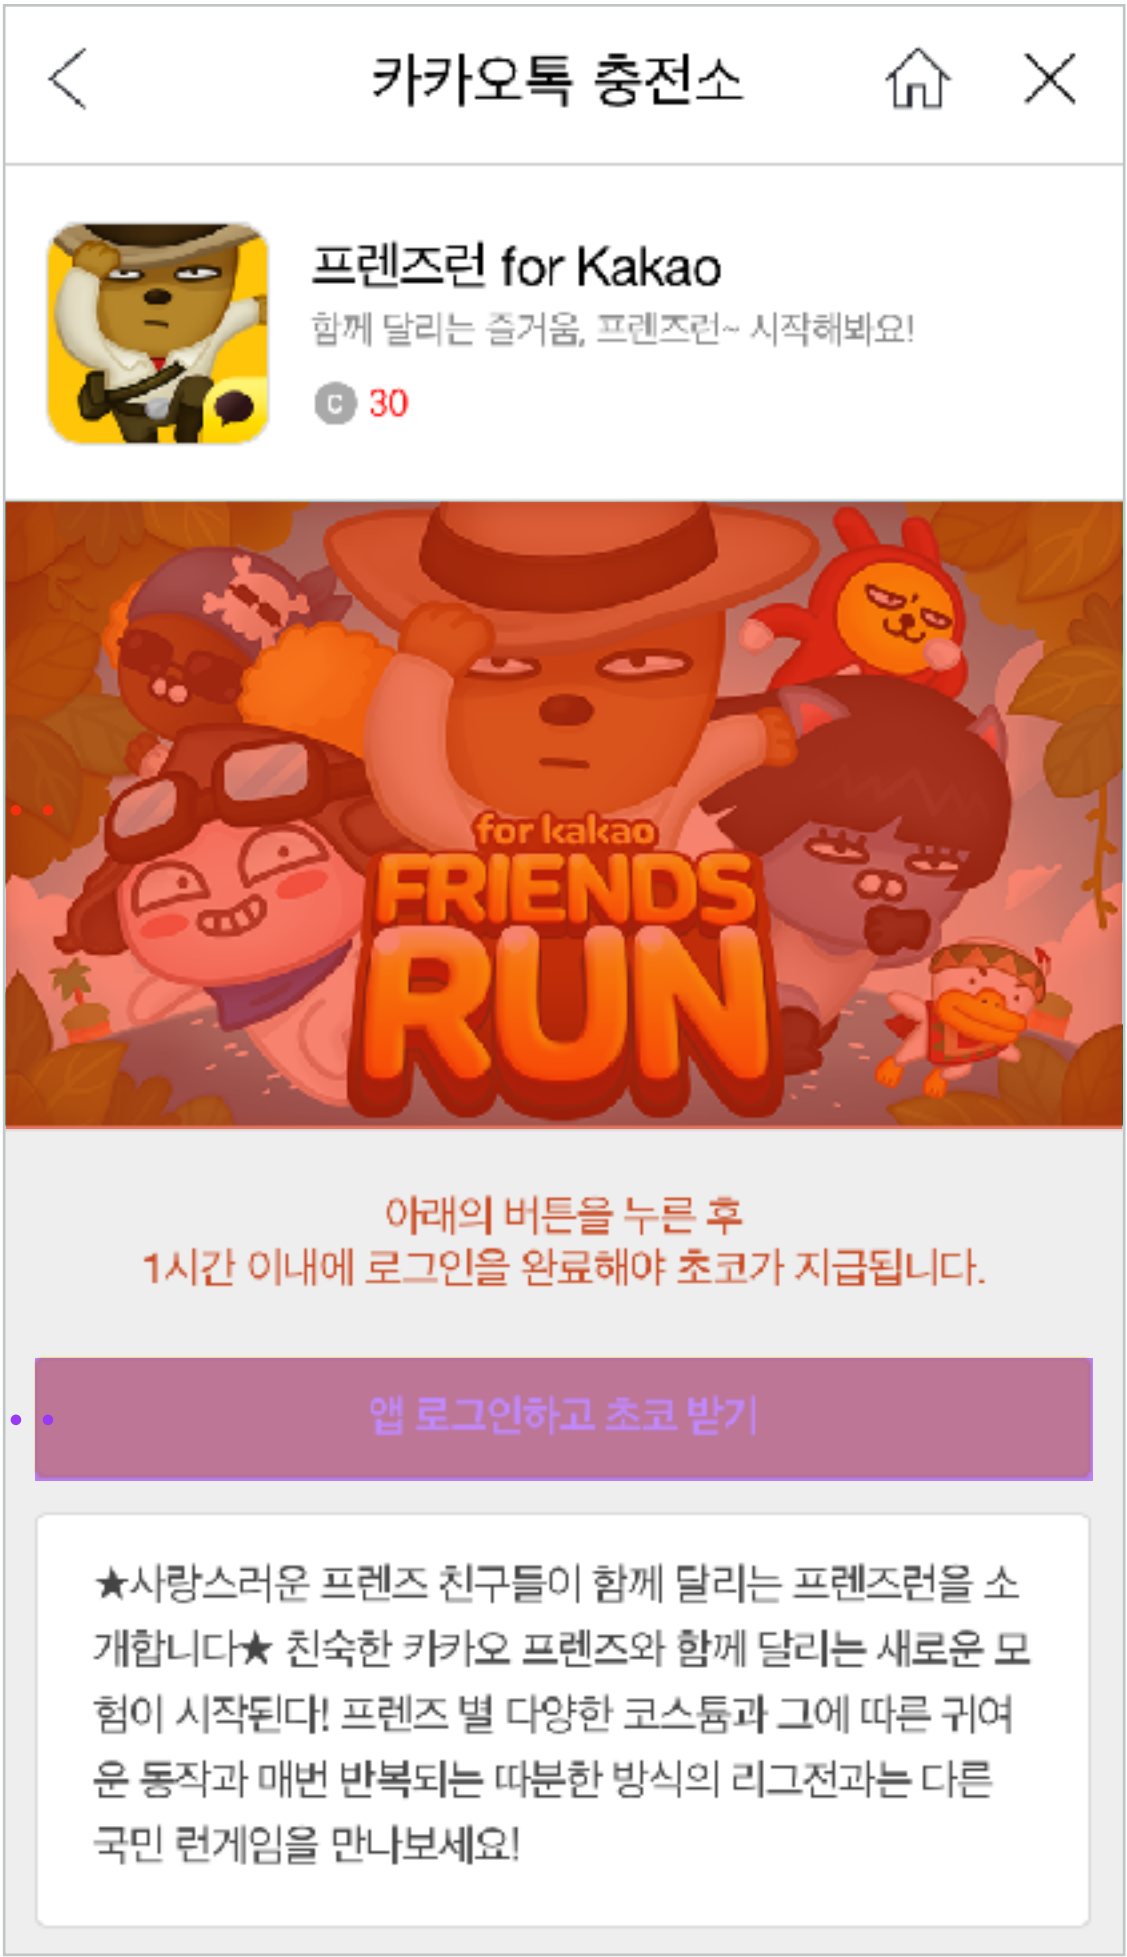 카카오톡 충전소
프렌즈런 for Kakao
함께 달리는 즐거움, 프렌즈런~ 시작해봐요!
C 30
for kakao
FRIENDS
RUN
아래의 버튼을 누른 후
1시간 이내에 로그인을 완료해야 초코가 지급됩니다.
앱 로그인하고 초코 받기
★사랑스러운 프렌즈 친구들이 함께 달리는 프렌즈런을 소
개합니다★ 친숙한 카카오 프렌즈와 함께 달리는 새로운 모
험이 시작된다! 프렌즈 별 다양한 코스튬과 그에 따른 귀여
운 동작과 매번 반복되는 따분한 방식의 리그전과는 다른
국민 런게임을 만나보세요!